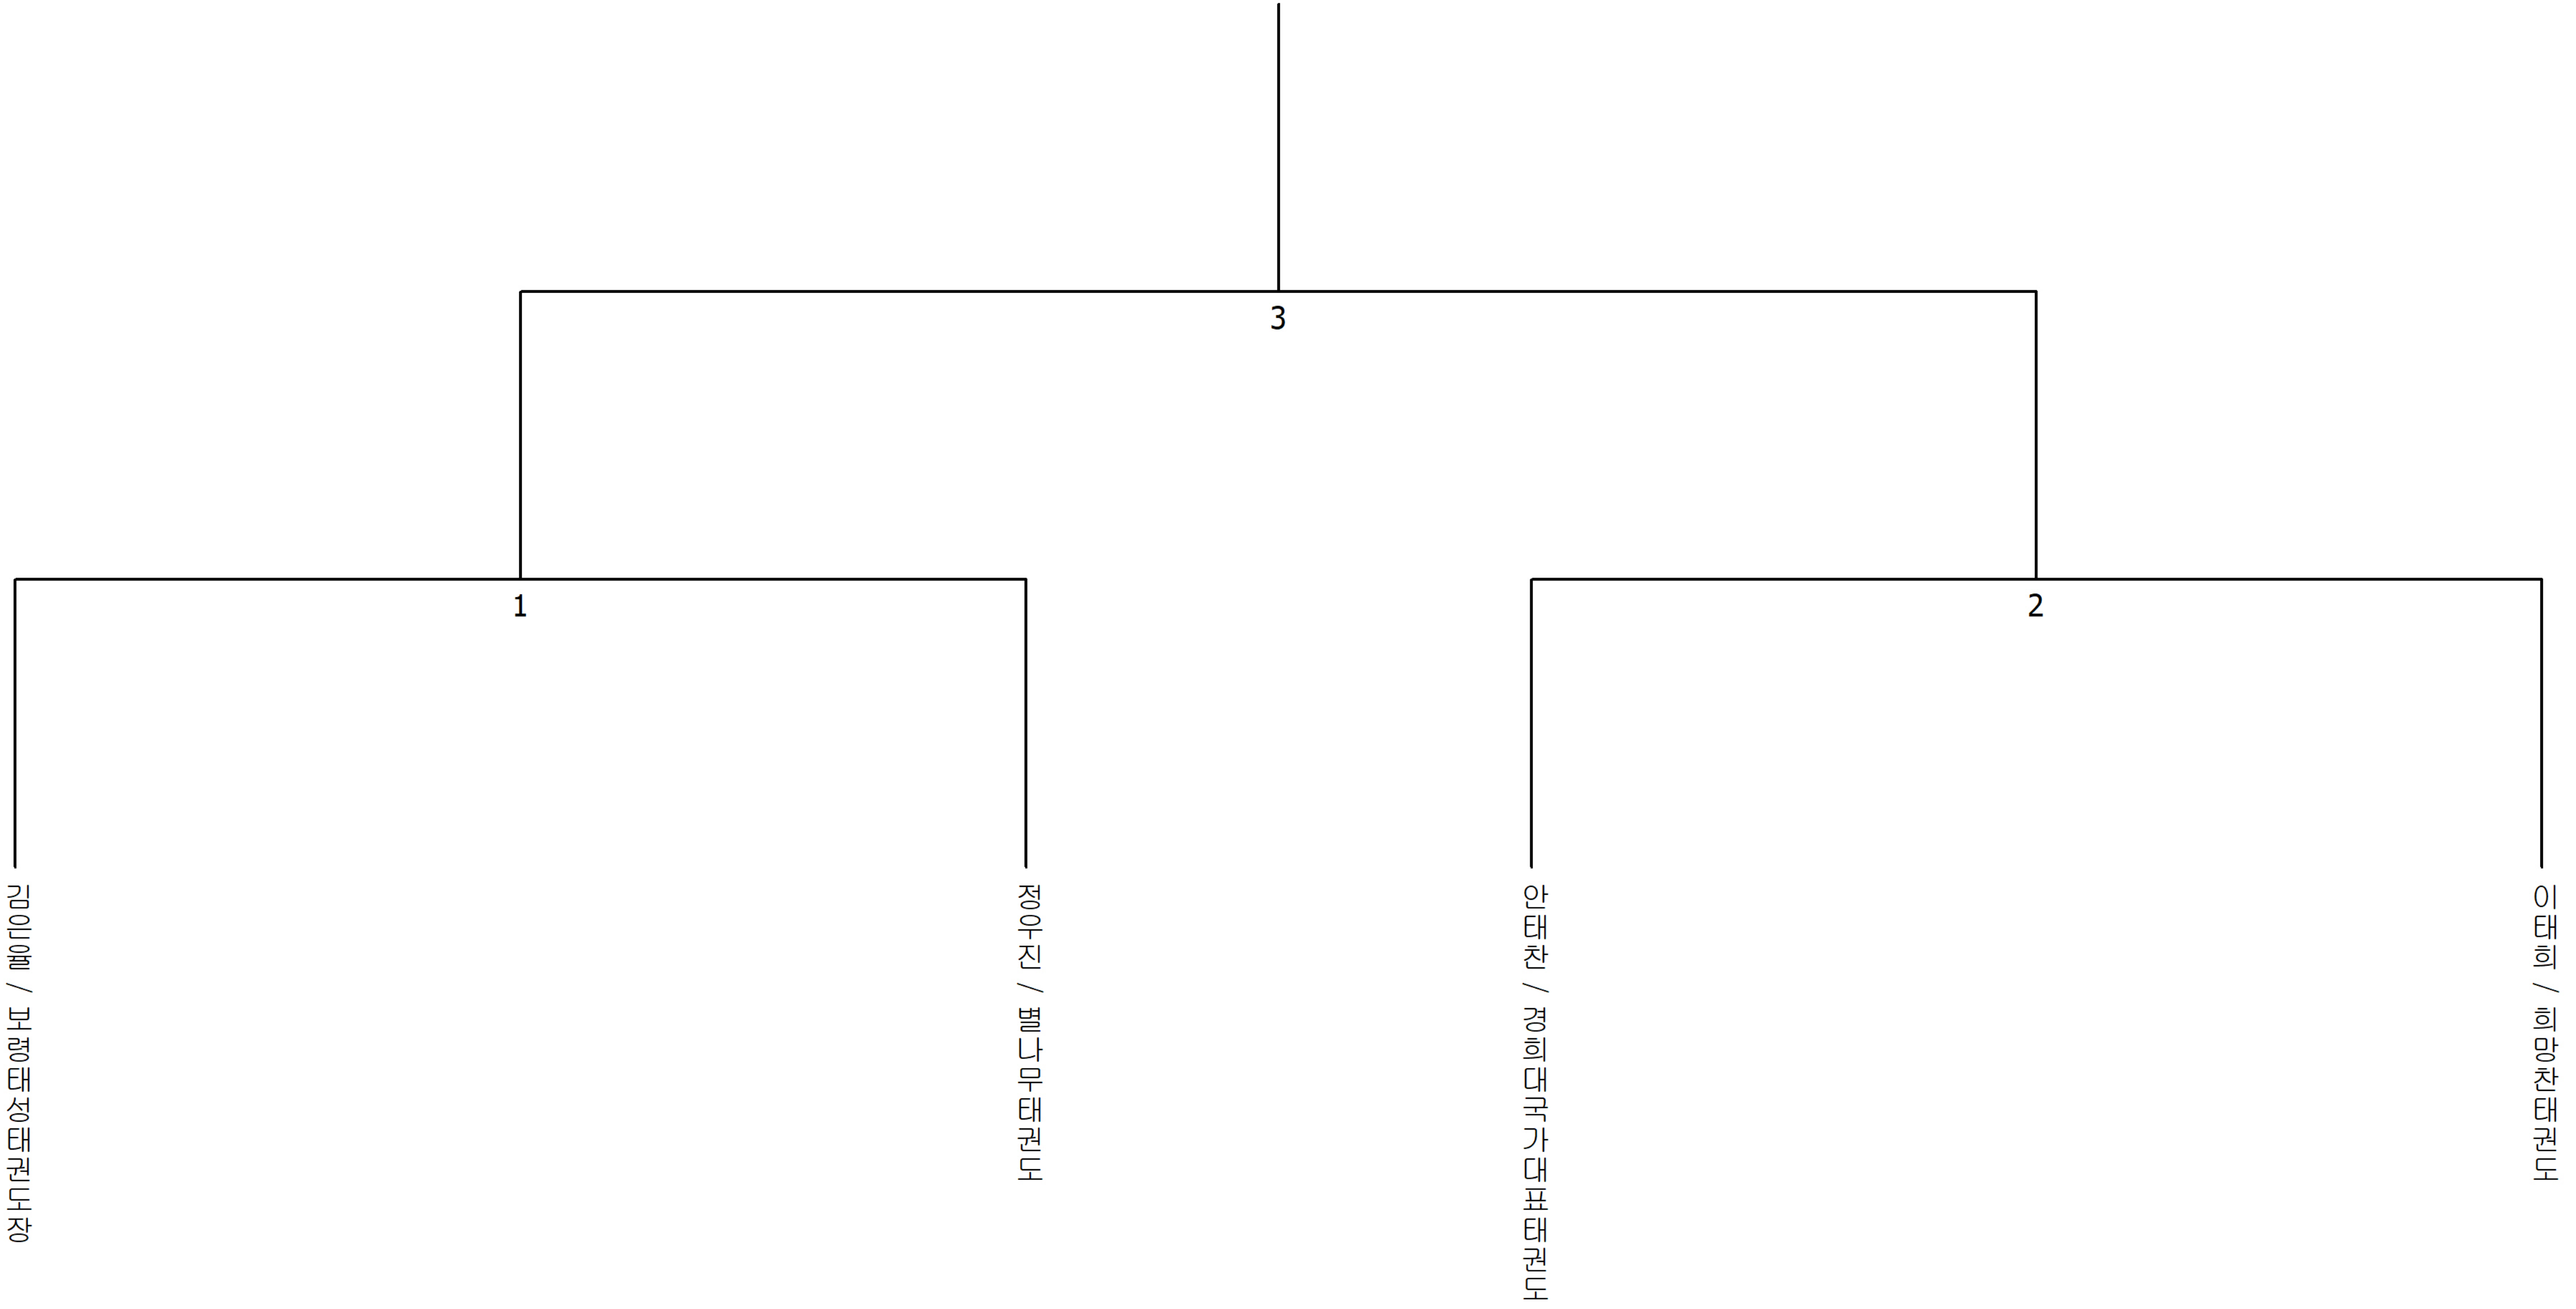 3
1
2
김은율 / 보령태성태권도장
정우진 / 별나무태권도
안태찬 / 경희대국가대표태권도
이태희 / 희망찬태권도